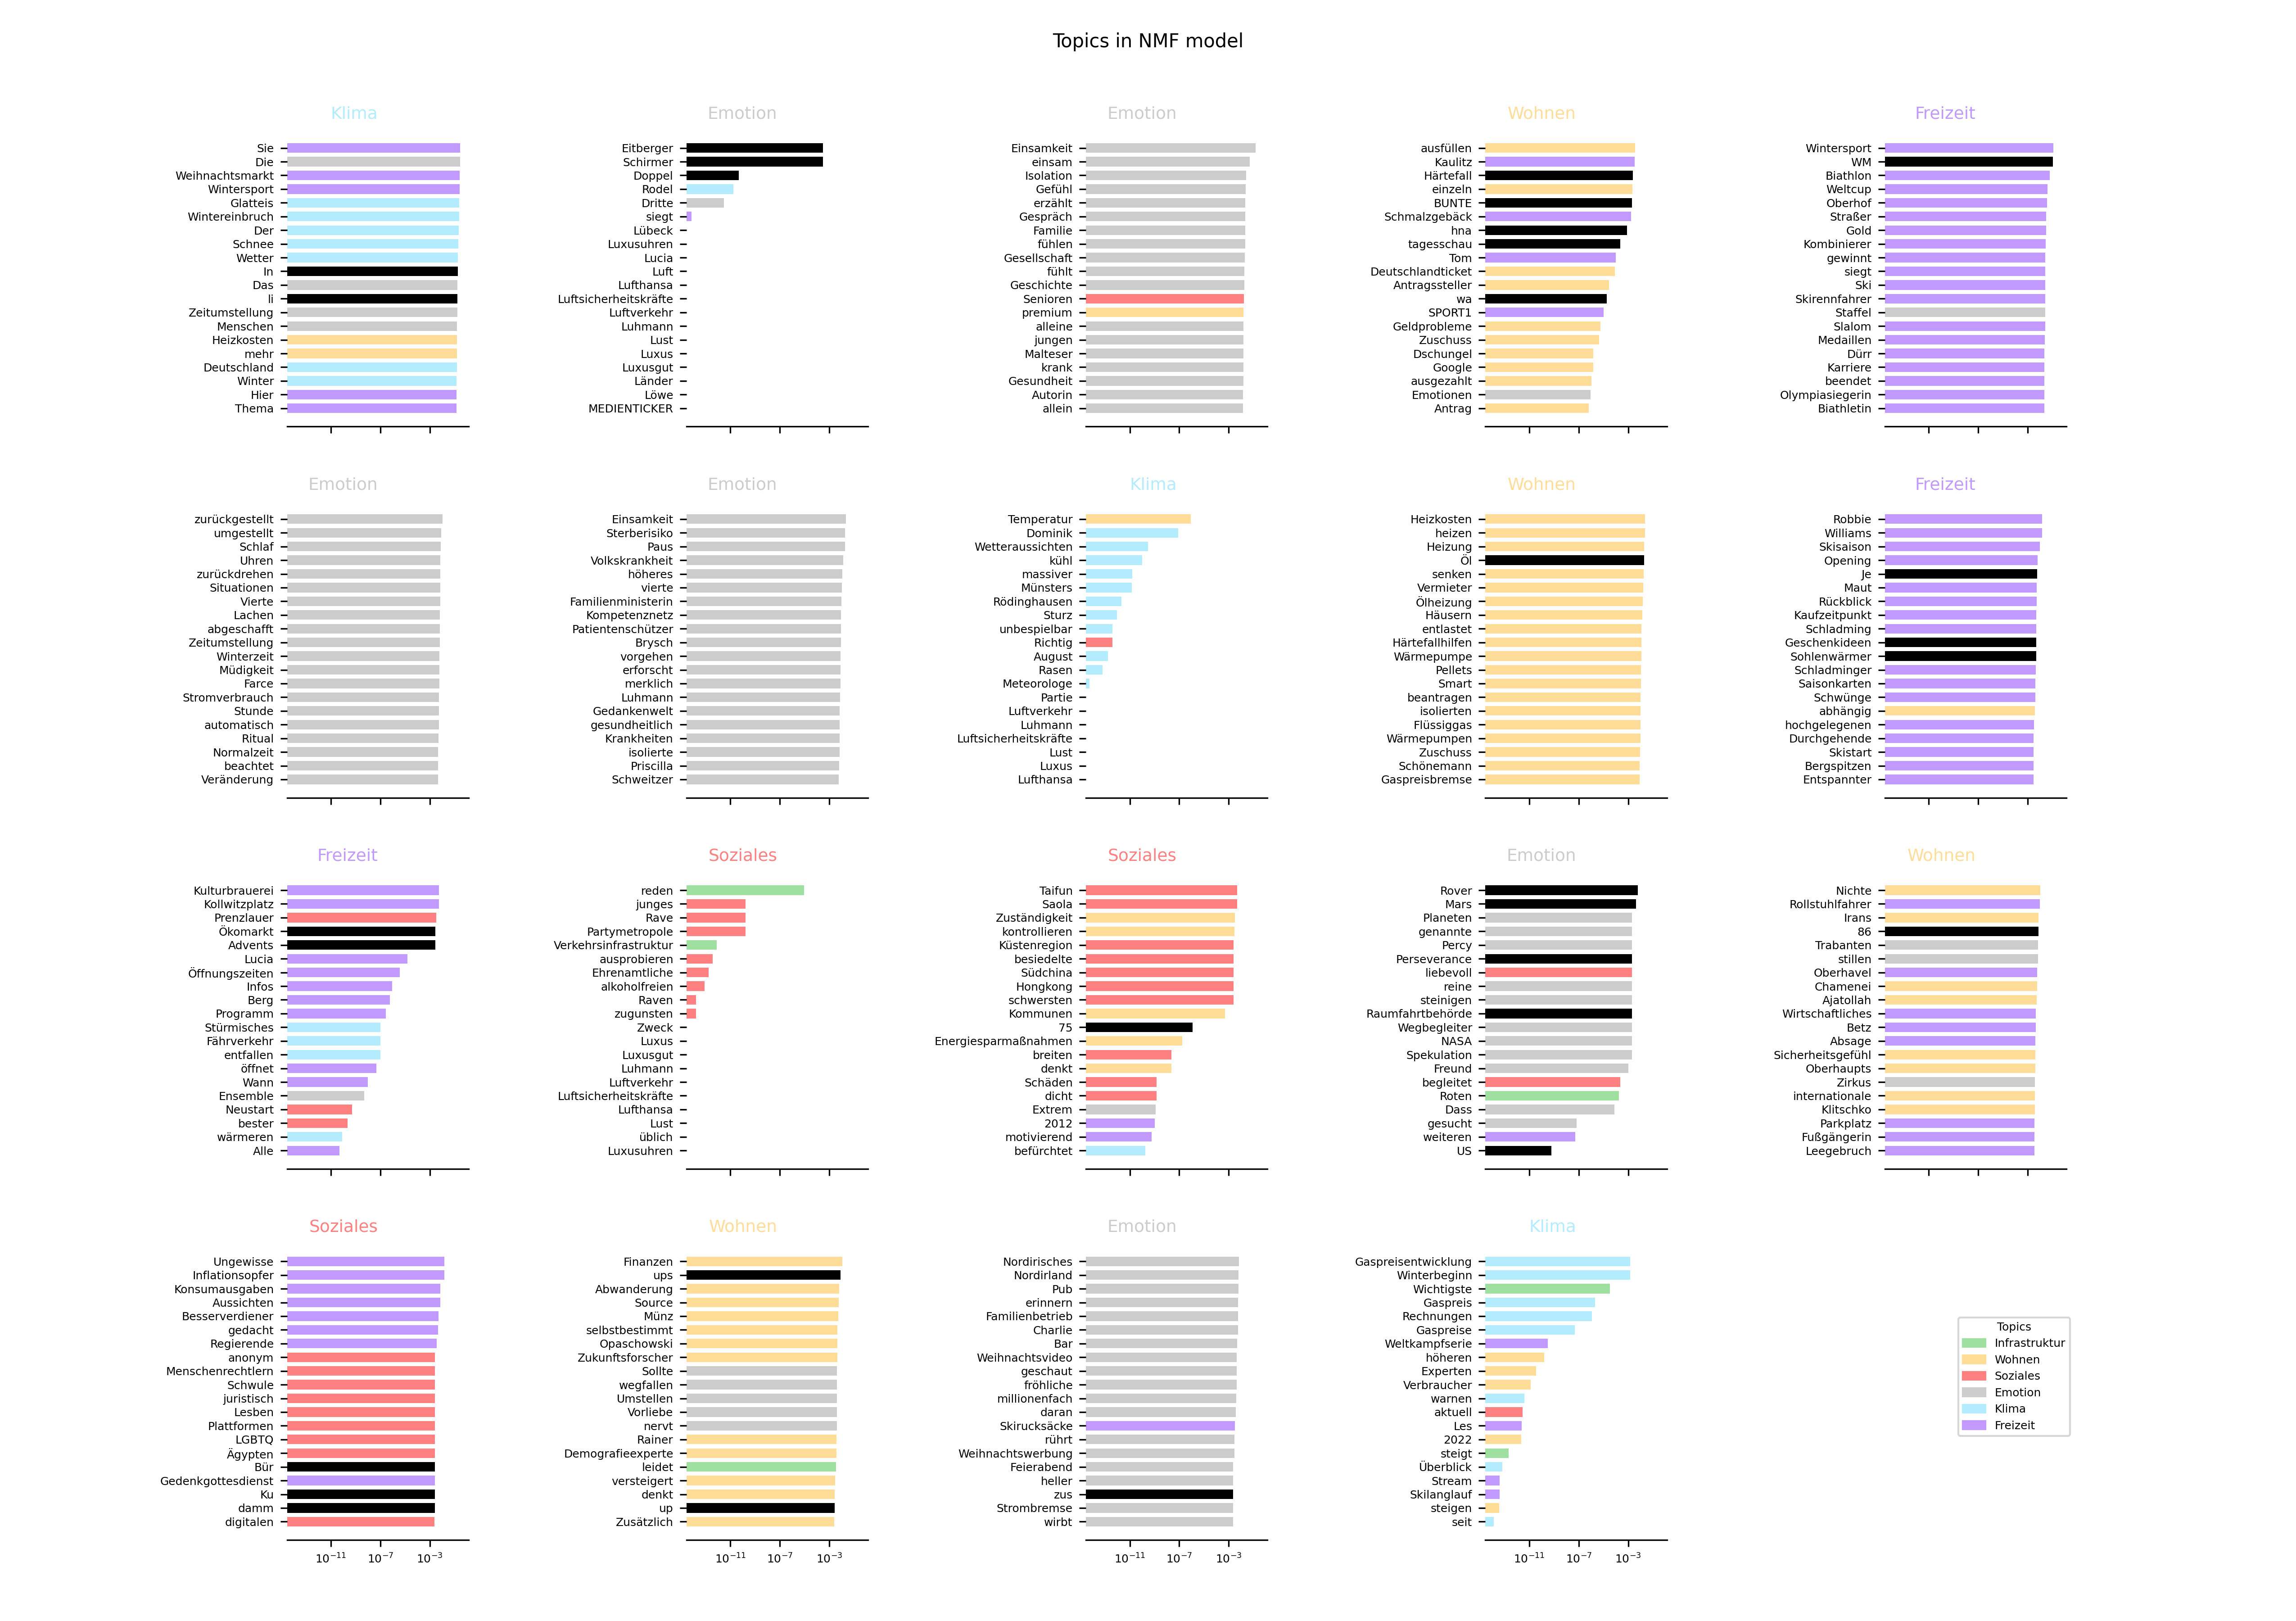 Topics in NMF model
Klima
Sie
Die
Weihnachtsmarkt
Wintersport
Glatteis
Wintereinbruch
Der
Schnee
Wetter
In
Das
li
Zeitumstellung
Menschen
Heizkosten
mehr
Deutschland
Winter
Hier
Thema
Emotion
Eitberger
Schirmer
Doppel
Rodel
Dritte
siegt
Lübeck
Luxusuhren
Lucia
Luft
Lufthansa
Luftsicherheitskräfte
Luftverkehr
Luhmann
Lust
Luxus
Luxusgut
Länder
Löwe
MEDIENTICKER
Emotion
Einsamkeit
einsam
Isolation
Gefühl
erzählt
Gespräch
Familie
fühlen
Gesellschaft
fühlt
Geschichte
Senioren
premium
alleine
jungen
Malteser
krank
Gesundheit
Autorin
allein
Wohnen
ausfüllen
Kaulitz
Härtefall
einzeln
BUNTE
Schmalzgebäck
hna
tagesschau
Tom
Deutschlandticket
Antragssteller
wa
SPORT1
Geldprobleme
Zuschuss
Dschungel
Google
ausgezahlt
Emotionen
Antrag
Freizeit
Wintersport
WM
Biathlon
Weltcup
Oberhof
Straßer
Gold
Kombinierer
gewinnt
siegt
Ski
Skirennfahrer
Staffel
Slalom
Medaillen
Dürr
Karriere
beendet
Olympiasiegerin
Biathletin
Emotion
zurückgestellt
umgestellt
Schlaf
Uhren
zurückdrehen
Situationen
Vierte
Lachen
abgeschafft
Zeitumstellung
Winterzeit
Müdigkeit
Farce
Stromverbrauch
Stunde
automatisch
Ritual
Normalzeit
beachtet
Veränderung
Emotion
Einsamkeit
Sterberisiko
Paus
Volkskrankheit
höheres
vierte
Familienministerin
Kompetenznetz
Patientenschützer
Brysch
vorgehen
erforscht
merklich
Luhmann
Gedankenwelt
gesundheitlich
Krankheiten
isolierte
Priscilla
Schweitzer
Klima
Temperatur
Dominik
Wetteraussichten
kühl
massiver
Münsters
Rödinghausen
Sturz
unbespielbar
Richtig
August
Rasen
Meteorologe
Partie
Luftverkehr
Luhmann
Luftsicherheitskräfte
Lust
Luxus
Lufthansa
Wohnen
Heizkosten
heizen
Heizung
Öl
senken
Vermieter
Ölheizung
Häusern
entlastet
Härtefallhilfen
Wärmepumpe
Pellets
Smart
beantragen
isolierten
Flüssiggas
Wärmepumpen
Zuschuss
Schönemann
Gaspreisbremse
Freizeit
Robbie
Williams
Skisaison
Opening
Je
Maut
Rückblick
Kaufzeitpunkt
Schladming
Geschenkideen
Sohlenwärmer
Schladminger
Saisonkarten
Schwünge
abhängig
hochgelegenen
Durchgehende
Skistart
Bergspitzen
Entspannter
Freizeit
Kulturbrauerei
Kollwitzplatz
Prenzlauer
Ökomarkt
Advents
Lucia
Öffnungszeiten
Infos
Berg
Programm
Stürmisches
Fährverkehr
entfallen
öffnet
Wann
Ensemble
Neustart
bester
wärmeren
Alle
Soziales
reden
junges
Rave
Partymetropole
Verkehrsinfrastruktur
ausprobieren
Ehrenamtliche
alkoholfreien
Raven
zugunsten
Zweck
Luxus
Luxusgut
Luhmann
Luftverkehr
Luftsicherheitskräfte
Lufthansa
Lust
üblich
Luxusuhren
Soziales
Taifun
Saola
Zuständigkeit
kontrollieren
Küstenregion
besiedelte
Südchina
Hongkong
schwersten
Kommunen
75
Energiesparmaßnahmen
breiten
denkt
Schäden
dicht
Extrem
2012
motivierend
befürchtet
Emotion
Rover
Mars
Planeten
genannte
Percy
Perseverance
liebevoll
reine
steinigen
Raumfahrtbehörde
Wegbegleiter
NASA
Spekulation
Freund
begleitet
Roten
Dass
gesucht
weiteren
US
Wohnen
Nichte
Rollstuhlfahrer
Irans
86
Trabanten
stillen
Oberhavel
Chamenei
Ajatollah
Wirtschaftliches
Betz
Absage
Sicherheitsgefühl
Oberhaupts
Zirkus
internationale
Klitschko
Parkplatz
Fußgängerin
Leegebruch
Soziales
Ungewisse
Inflationsopfer
Konsumausgaben
Aussichten
Besserverdiener
gedacht
Regierende
anonym
Menschenrechtlern
Schwule
juristisch
Lesben
Plattformen
LGBTQ
Ägypten
Bür
Gedenkgottesdienst
Ku
damm
digitalen
10⁻¹¹ 10⁻⁷ 10⁻³
Wohnen
Finanzen
ups
Abwanderung
Source
Münz
selbstbestimmt
Opaschowski
Zukunftsforscher
Sollte
wegfallen
Umstellen
Vorliebe
nervt
Rainer
Demografieexperte
leidet
versteigert
denkt
up
Zusätzlich
10⁻¹¹ 10⁻⁷ 10⁻³
Emotion
Nordirisches
Nordirland
Pub
erinnern
Familienbetrieb
Charlie
Bar
Weihnachtsvideo
geschaut
fröhliche
millionenfach
daran
Skirucksäcke
rührt
Weihnachtswerbung
Feierabend
heller
zus
Strombremse
wirbt
10⁻¹¹ 10⁻⁷ 10⁻³
Klima
Gaspreisentwicklung
Winterbeginn
Wichtigste
Gaspreis
Rechnungen
Gaspreise
Weltkampfserie
höheren
Experten
Verbraucher
warnen
aktuell
Les
2022
steigt
Überblick
Stream
Skilanglauf
steigen
seit
10⁻¹¹ 10⁻⁷ 10⁻³
Topics
Infrastruktur
Wohnen
Soziales
Emotion
Klima
Freizeit